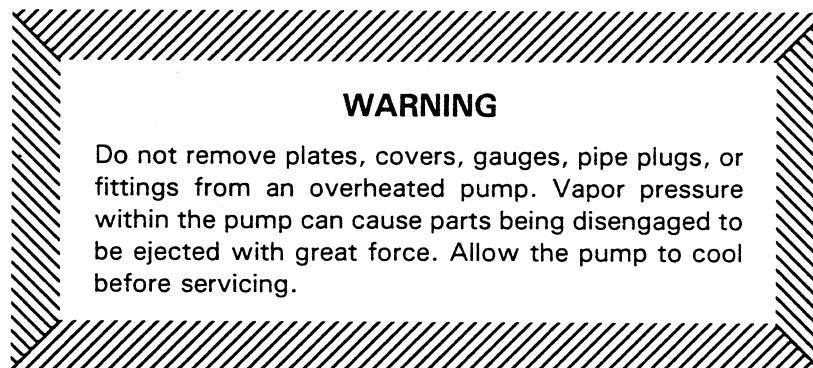 WARNING
Do not remove plates, covers, gauges, pipe plugs, or
fittings from an overheated pump. Vapor pressure
within the pump can cause parts being disengaged to
be ejected with great force. Allow the pump to cool
before servicing.